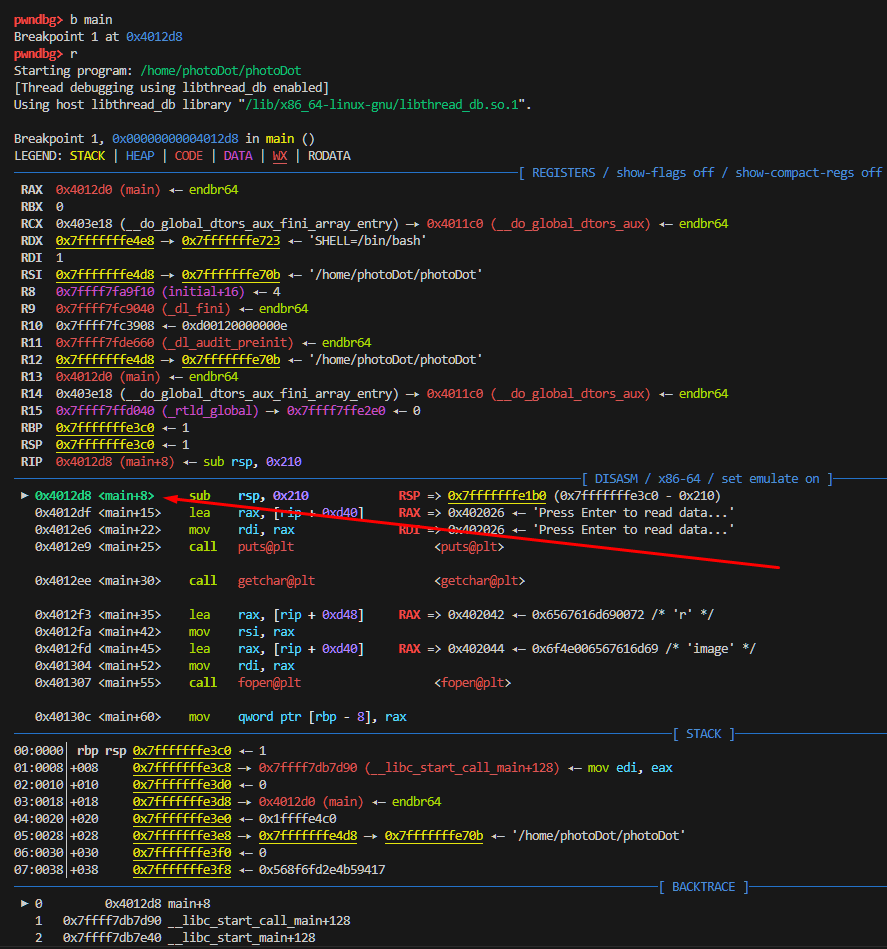 pwndbg> b main
Breakpoint 1 at 0x4012d8
pwndbg> r
Starting program: /home/photoDot/photoDot
[Thread debugging using libthread_db enabled]
Using host libthread_db library "/lib/x86_64-linux-gnu/libthread_db.so.1".
Breakpoint 1, 0x00000000004012d8 in main ()
LEGEND: STACK | HEAP | CODE | DATA | WX | RODATA
[ REGISTERS / show-flags off / show-compact-regs off
RAX 0x4012d0 (main) ◂— endbr64
RBX 0
RCX 0x403e18 (__do_global_dtors_aux_fini_array_entry) —▸ 0x4011c0 (__do_global_dtors_aux) ◂— endbr64
RDX 0x7fffffffe4e8 —▸ 0x7fffffffe723 ◂— 'SHELL=/bin/bash'
RDI 1
RSI 0x7fffffffe4d8 —▸ 0x7fffffffe70b ◂— '/home/photoDot/photoDot'
R8 0x7ffff7fa9f10 (initial+16) ◂— 4
R9 0x7ffff7fc9040 (_dl_fini) ◂— endbr64
R10 0x7ffff7fc3908 ◂— 0xd00120000000e
R11 0x7ffff7fde660 (_dl_audit_preinit) ◂— endbr64
R12 0x7fffffffe4d8 —▸ 0x7fffffffe70b ◂— '/home/photoDot/photoDot'
R13 0x4012d0 (main) ◂— endbr64
R14 0x403e18 (__do_global_dtors_aux_fini_array_entry) —▸ 0x4011c0 (__do_global_dtors_aux) ◂— endbr64
R15 0x7ffff7ffd040 (_rtld_global) —▸ 0x7ffff7ffe2e0 ◂— 0
RBP 0x7fffffffe3c0 ◂— 1
RSP 0x7fffffffe3c0 ◂— 1
RIP 0x4012d8 (main+8) ◂— sub rsp, 0x210
[ DISASM / x86-64 / set emulate on ]
► 0x4012d8 <main+8> sub rsp, 0x210 RSP => 0x7fffffffe1b0 (0x7fffffffe3c0 - 0x210)
0x4012df <main+15> lea rax, [rip + 0xd40] RAX => 0x402026 ◂— 'Press Enter to read data...'
0x4012e6 <main+22> mov rdi, rax RDI => 0x402026 ◂— 'Press Enter to read data...'
0x4012e9 <main+25> call puts@plt <puts@plt>
0x4012ee <main+30> call getchar@plt <getchar@plt>
0x4012f3 <main+35> lea rax, [rip + 0xd48] RAX => 0x402042 ◂— 0x6567616d690072 /* 'r' */
0x4012fa <main+42> mov rsi, rax
0x4012fd <main+45> lea rax, [rip + 0xd40] RAX => 0x402044 ◂— 0x6f4e006567616d69 /* 'image' */
0x401304 <main+52> mov rdi, rax
0x401307 <main+55> call fopen@plt <fopen@plt>
0x40130c <main+60> mov qword ptr [rbp - 8], rax
[ STACK ]
00:0000│ rbp rsp 0x7fffffffe3c0 ◂— 1
01:0008│+008 0x7fffffffe3c8 —▸ 0x7ffff7db7d90 (__libc_start_call_main+128) ◂— mov edi, eax
02:0010│+010 0x7fffffffe3d0 ◂— 0
03:0018│+018 0x7fffffffe3d8 —▸ 0x4012d0 (main) ◂— endbr64
04:0020│+020 0x7fffffffe3e0 ◂— 0x1ffffe4c0
05:0028│+028 0x7fffffffe3e8 —▸ 0x7fffffffe4d8 —▸ 0x7fffffffe70b ◂— '/home/photoDot/photoDot'
06:0030│+030 0x7fffffffe3f0 ◂— 0
07:0038│+038 0x7fffffffe3f8 ◂— 0x568f6fd2e4b59417
[ BACKTRACE ]
► 0 0x4012d8 main+8
1 0x7ffff7db7d90 __libc_start_call_main+128
2 0x7ffff7db7e40 __libc_start_main+128